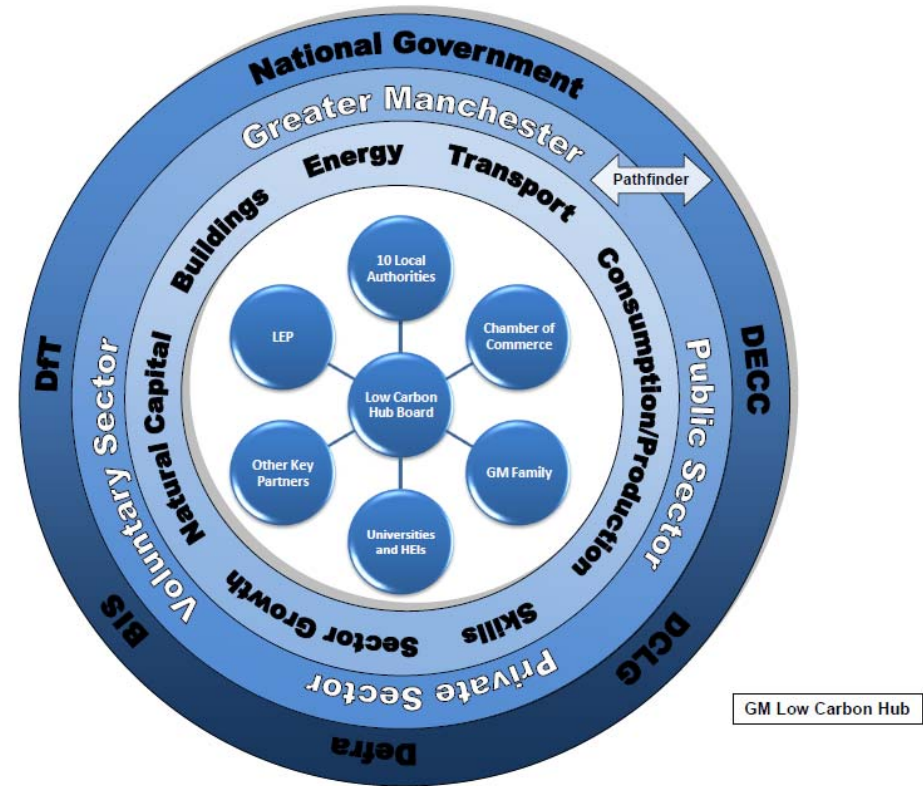 National Government
DECC
DCLG
Defra
BIS
DfT
Greater Manchester
Public Sector
Private Sector
Voluntary Sector
Pathfinder
Energy
Transport
Consumption/Production
Skills
Sector Growth
Natural Capital
Buildings
10 Local
Authorities
Chamber of
Commerce
GM Family
Universities
and HEIs
Other Key
Partners
LEP
Low Carbon
Hub Board
GM Low Carbon Hub